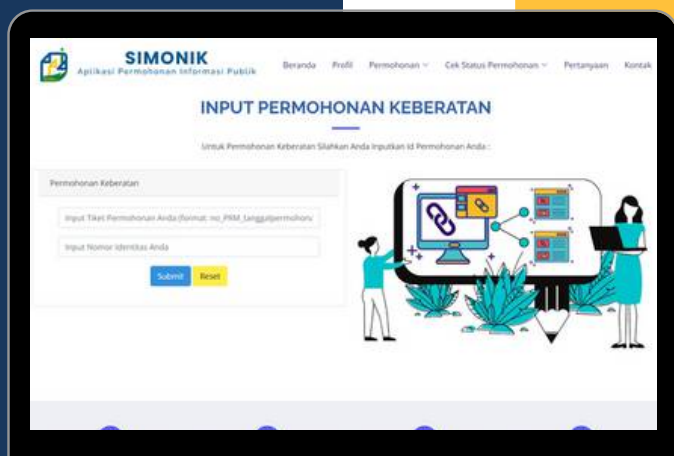 SIMONIK
Aplikasi Permohonan Informasi Publik
Beranda Profil Permohonan Cek Status Permohonan Pertanyaan Kontak
INPUT PERMOHONAN KEBERATAN
Untuk Permohonan Keberatan Silahkan Anda Inputkan Id Permohonan Anda :
Permohonan Keberatan
Input Tiket Permohonan Anda (format: no_PRM_tanggalpermohon
Input Nomor Identitas Anda
Submit Reset